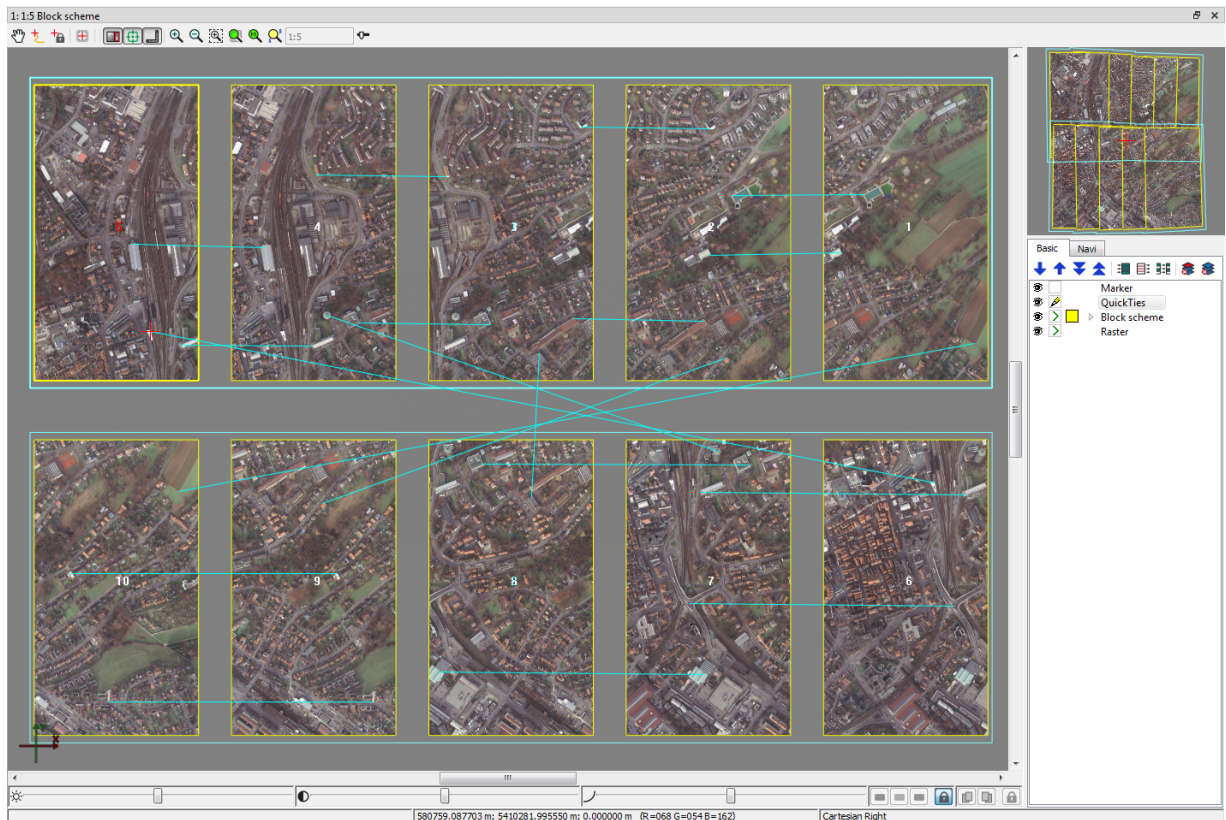 1: 1:5 Block scheme
1:5
5
4
3
2
1
10
9
8
7
6
Basic
Navi
Marker
QuickTies
Block scheme
Raster
x
580759.087703 m; 5410281.995550 m; 0.000000 m (R=068 G=054 B=162)
Cartesian Right